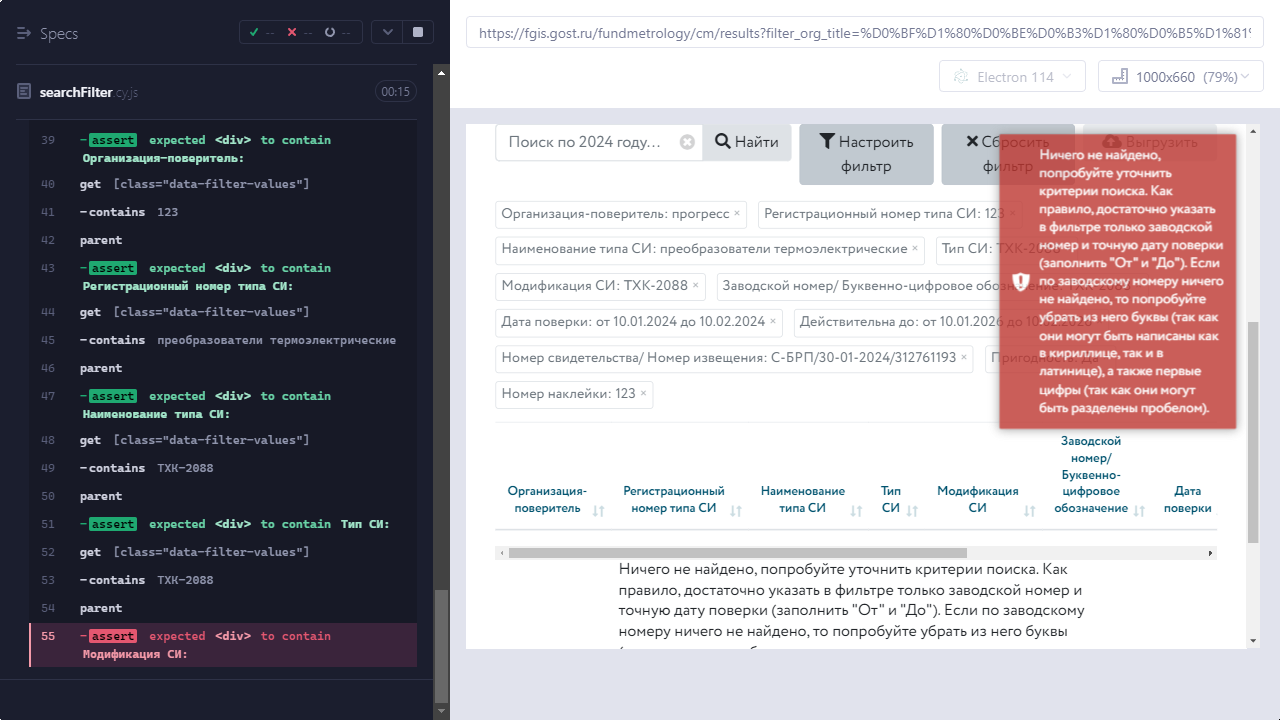 Specs
-- -- --
searchFilter.cy.js 00:15
39 -assert expected <div> to contain
Организация-поверитель:
40 get [class="data-filter-values"]
41 -contains 123
42 parent
43 -assert expected <div> to contain
Регистрационный номер типа СИ:
44 get [class="data-filter-values"]
45 -contains преобразователи термоэлектрические
46 parent
47 -assert expected <div> to contain
Наименование типа СИ:
48 get [class="data-filter-values"]
49 -contains ТХК-2088
50 parent
51 -assert expected <div> to contain Тип СИ:
52 get [class="data-filter-values"]
53 -contains ТХК-2088
54 parent
55 -assert expected <div> to contain
Модификация СИ:
https://fgis.gost.ru/fundmetrology/cm/results?filter_org_title=%D0%BF%D1%80%D0%BE%D0%B3%D1%80%D0%B5%D1%81%
Electron 114
1000x660 (79%)
Поиск по 2024 году...
Найти
Настроить
фильтр
Сбросить
фильтр
Выгрузить
Организация-поверитель: прогресс ×
Регистрационный номер типа СИ: 123 ×
Наименование типа СИ: преобразователи термоэлектрические ×
Тип СИ: ТХК-2088
Модификация СИ: ТХК-2088 ×
Заводской номер/ Буквенно-цифровое обозначение:
Дата поверки: от 10.01.2024 до 10.02.2024 ×
Действительна до: от 10.01.2026 до 10.02.2026
Номер свидетельства/ Номер извещения: С-БРП/30-01-2024/312761193 ×
Пригодность: Да
Номер наклейки: 123 ×
Ничего не найдено,
попробуйте уточнить
критерии поиска. Как
правило, достаточно указать
в фильтре только заводской
номер и точную дату поверки
(заполнить "От" и "До"). Если
по заводскому номеру ничего
не найдено, то попробуйте
убрать из него буквы (так как
они могут быть написаны как
в кириллице, так и в
латинице), а также первые
цифры (так как они могут
быть разделены пробелом).
Организация-
поверитель
Регистрационный
номер типа СИ
Наименование
типа СИ
Тип
СИ
Модификация
СИ
Заводской
номер/
Буквенно-
цифровое
обозначение
Дата
поверки
Ничего не найдено, попробуйте уточнить критерии поиска. Как
правило, достаточно указать в фильтре только заводской номер и
точную дату поверки (заполнить "От" и "До"). Если по заводскому
номеру ничего не найдено, то попробуйте убрать из него буквы